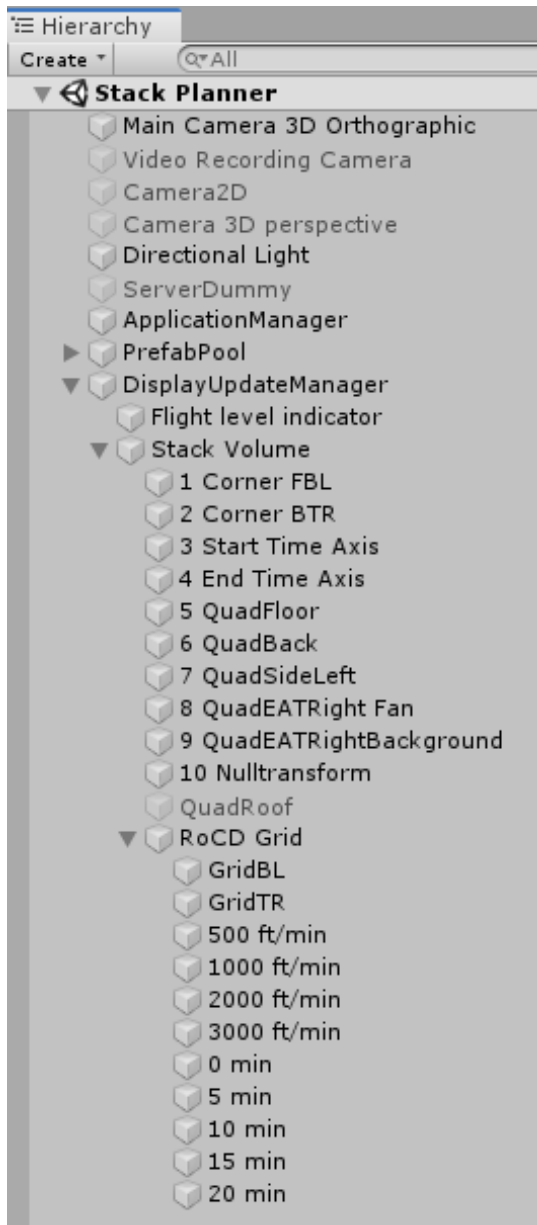 Hierarchy
Create All
Stack Planner
Main Camera 3D Orthographic
Video Recording Camera
Camera2D
Camera 3D perspective
Directional Light
ServerDummy
ApplicationManager
PrefabPool
DisplayUpdateManager
Flight level indicator
Stack Volume
1 Corner FBL
2 Corner BTR
3 Start Time Axis
4 End Time Axis
5 QuadFloor
6 QuadBack
7 QuadSideLeft
8 QuadEATRight Fan
9 QuadEATRightBackground
10 Nulltransform
QuadRoof
RoCD Grid
GridBL
GridTR
500 ft/min
1000 ft/min
2000 ft/min
3000 ft/min
0 min
5 min
10 min
15 min
20 min